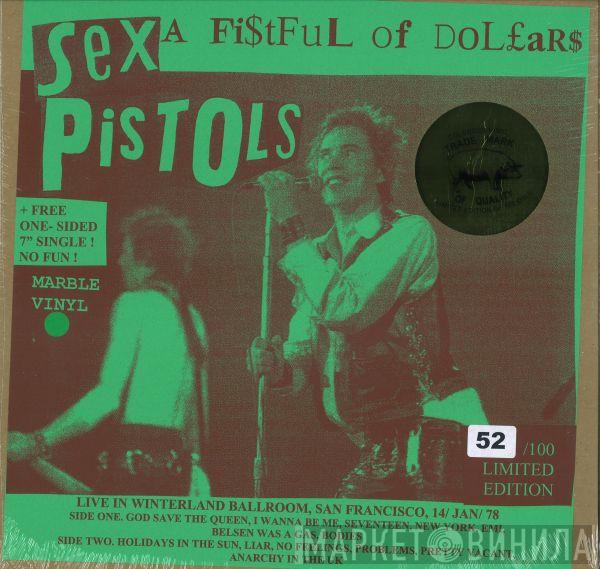 SeX PiSTOLS
A Fi$tFuL Of DOL£aR$
TRADE MARK
OF QUALITY
+ FREE
ONE- SIDED
7" SINGLE !
NO FUN !
MARBLE
VINYL
52 /100
LIMITED
EDITION
LIVE IN WINTERLAND BALLROOM, SAN FRANCISCO, 14/ JAN/ 78
SIDE ONE. GOD SAVE THE QUEEN, I WANNA BE ME, SEVENTEEN, NEW YORK, EMI,
BELSEN WAS A GAS, BODIES
SIDE TWO. HOLIDAYS IN THE SUN, LIAR, NO FEELINGS, PROBLEMS, PRETTY VACANT,
ANARCHY IN THE UK
МАРКЕТ ВИНИЛА